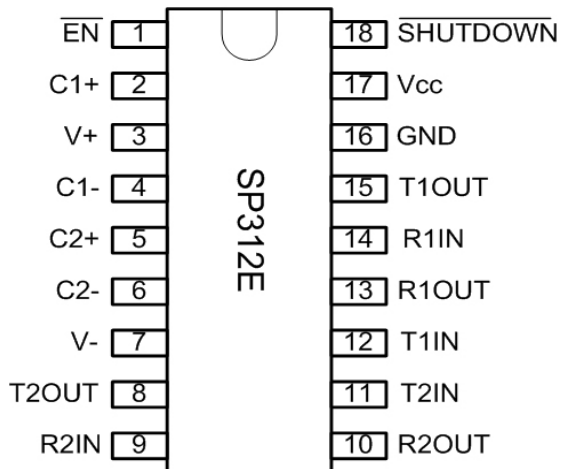 EN 1 18 SHUTDOWN
C1+ 2 17 Vcc
V+ 3 16 GND
C1- 4 15 T1OUT
C2+ 5 14 R1IN
C2- 6 13 R1OUT
V- 7 12 T1IN
T2OUT 8 11 T2IN
R2IN 9 10 R2OUT
SP312E